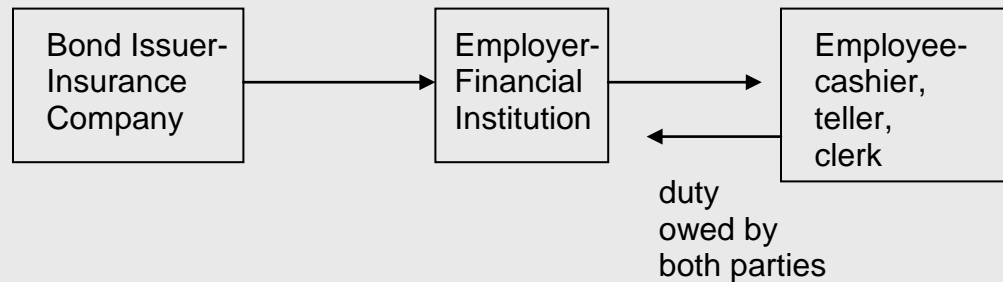 Bond Issuer-
Insurance
Company
Employer-
Financial
Institution
Employee-
cashier,
teller,
clerk
duty
owed by
both parties